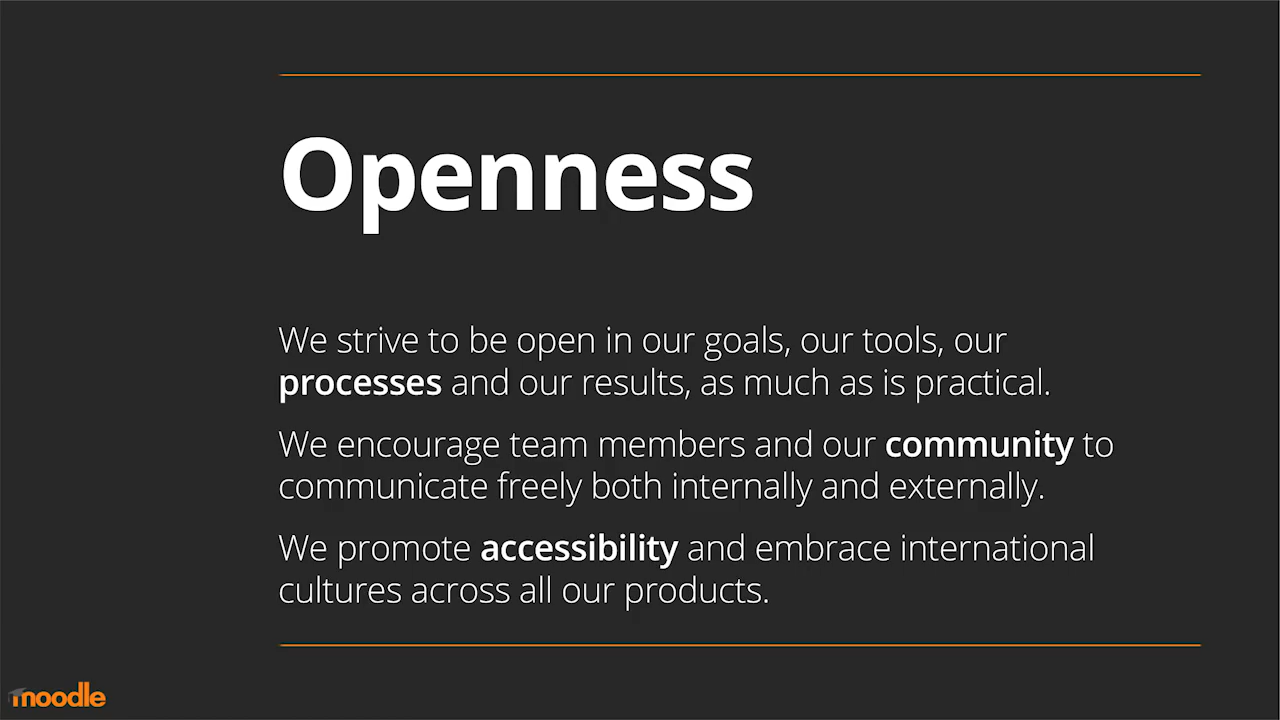 Openness
We strive to be open in our goals, our tools, our
processes and our results, as much as is practical.
We encourage team members and our community to
communicate freely both internally and externally.
We promote accessibility and embrace international
cultures across all our products.
moodle